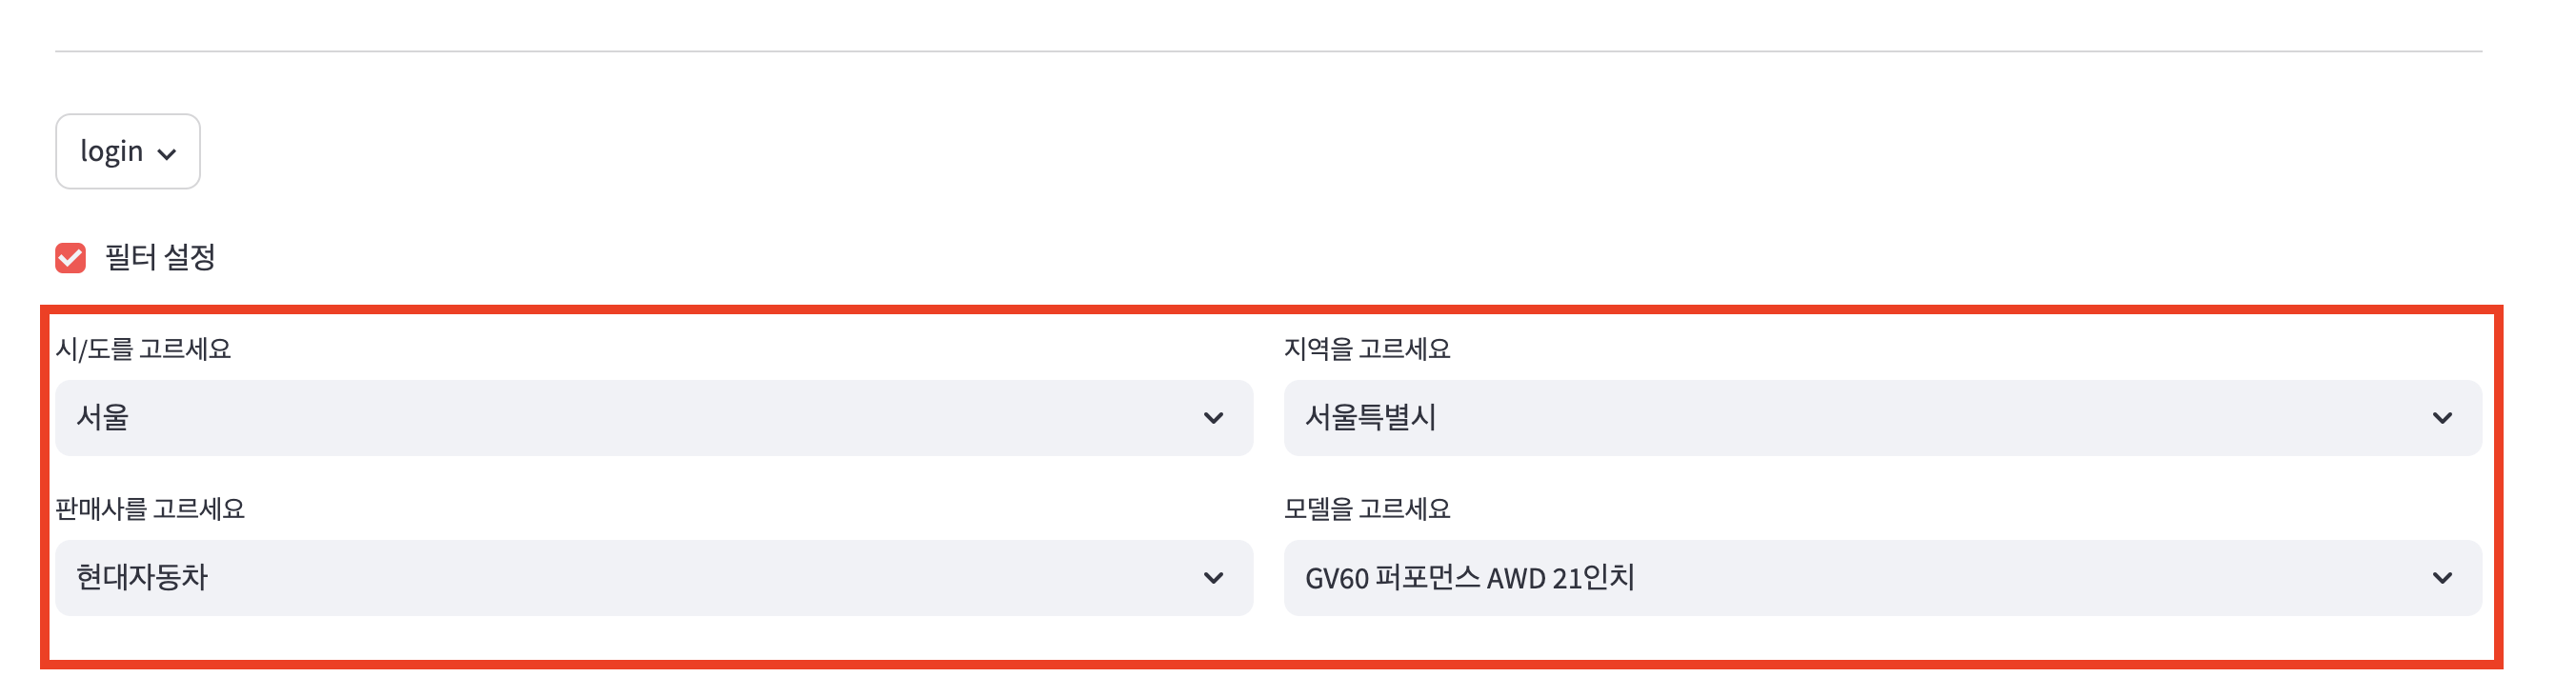 login
필터 설정
시/도를 고르세요
지역을 고르세요
서울
서울특별시
판매사를 고르세요
모델을 고르세요
현대자동차
GV60 퍼포먼스 AWD 21인치